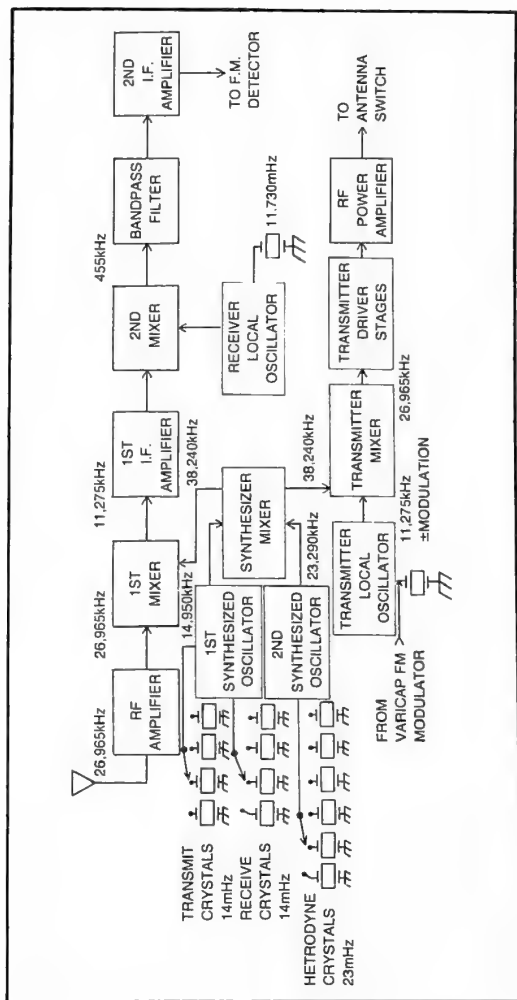 26,965kHz
RF
AMPLIFIER
26,965kHz
1ST
MIXER
11,275kHz
1ST
I.F.
AMPLIFIER
2ND
MIXER
455kHz
BANDPASS
FILTER
2ND
I.F.
AMPLIFIER
TO F.M.
DETECTOR
14,950kHz
38,240kHz
RECEIVER
LOCAL
OSCILLATOR
11.730mHz
TRANSMIT
CRYSTALS
14mHz
RECEIVE
CRYSTALS
14mHz
HETRODYNE
CRYSTALS
23mHz
1ST
SYNTHESIZED
OSCILLATOR
2ND
SYNTHESIZED
OSCILLATOR
SYNTHESIZER
MIXER
23,290kHz
38,240kHz
FROM
VARICAP FM
MODULATOR
TRANSMITTER
LOCAL
OSCILLATOR
11,275kHz
±MODULATION
TRANSMITTER
MIXER
26,965kHz
TRANSMITTER
DRIVER
STAGES
RF
POWER
AMPLIFIER
TO
ANTENNA
SWITCH